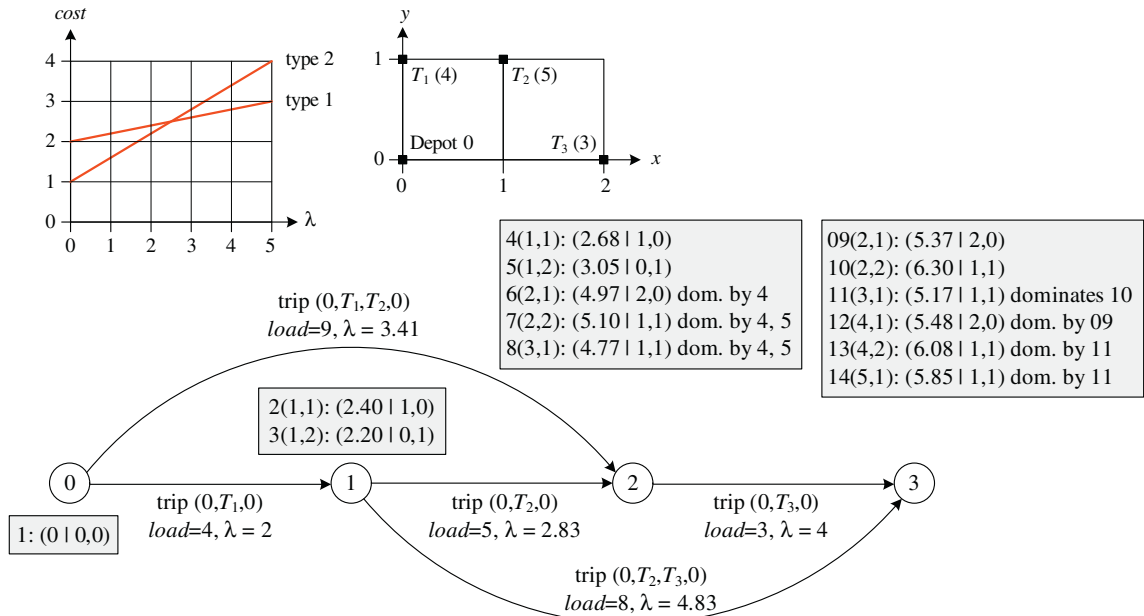 cost
4
3
2
1
0
0 1 2 3 4 5
λ
type 2
type 1
y
1
0
T1 (4)
T2 (5)
Depot 0
T3 (3)
x
0 1 2
4(1,1): (2.68 | 1,0)
5(1,2): (3.05 | 0,1)
6(2,1): (4.97 | 2,0) dom. by 4
7(2,2): (5.10 | 1,1) dom. by 4, 5
8(3,1): (4.77 | 1,1) dom. by 4, 5
09(2,1): (5.37 | 2,0)
10(2,2): (6.30 | 1,1)
11(3,1): (5.17 | 1,1) dominates 10
12(4,1): (5.48 | 2,0) dom. by 09
13(4,2): (6.08 | 1,1) dom. by 11
14(5,1): (5.85 | 1,1) dom. by 11
trip (0,T1,T2,0)
load=9, λ = 3.41
2(1,1): (2.40 | 1,0)
3(1,2): (2.20 | 0,1)
0
1
2
3
trip (0,T1,0)
load=4, λ = 2
trip (0,T2,0)
load=5, λ = 2.83
trip (0,T3,0)
load=3, λ = 4
1: (0 | 0,0)
trip (0,T2,T3,0)
load=8, λ = 4.83